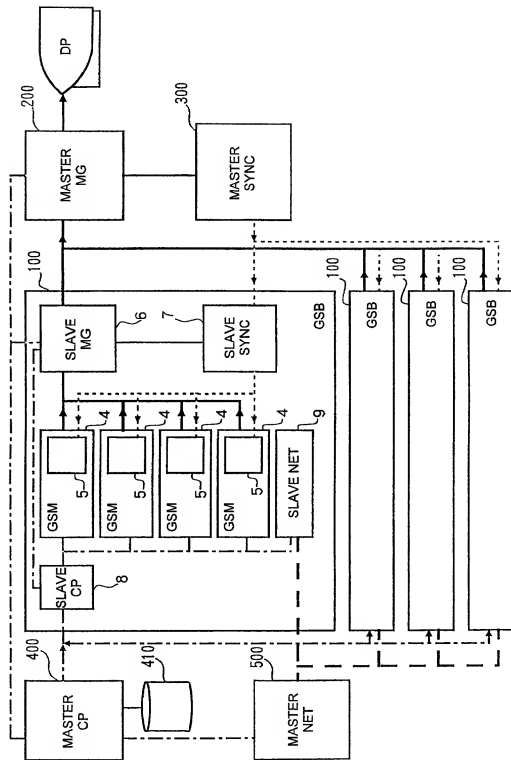 DP
200
MASTER
MG
300
MASTER
SYNC
100
SLAVE
MG
6
7
SLAVE
SYNC
GSB
100
GSB
100
GSB
100
GSB
GSM
4
5
4
5
4
5
GSM
4
5
SLAVE NET
9
SLAVE
CP
8
400
MASTER
CP
410
500
MASTER
NET